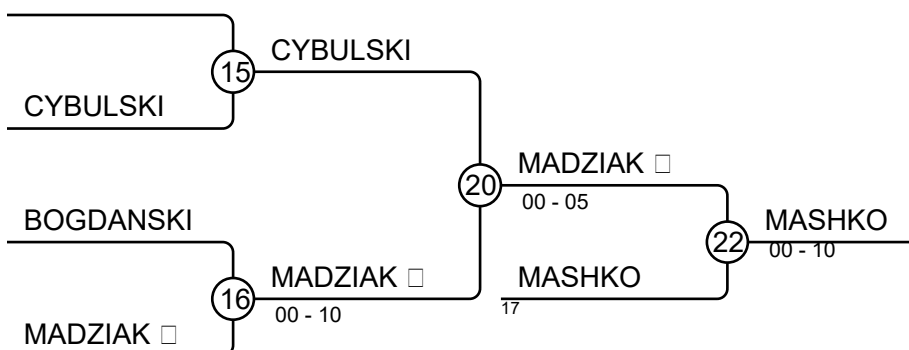 CYBULSKI
15
CYBULSKI
MADZIAK □
20
00 - 05
BOGDANSKI
MASHKO
22
00 - 10
MADZIAK □
MASHKO
16
17
00 - 10
MADZIAK □